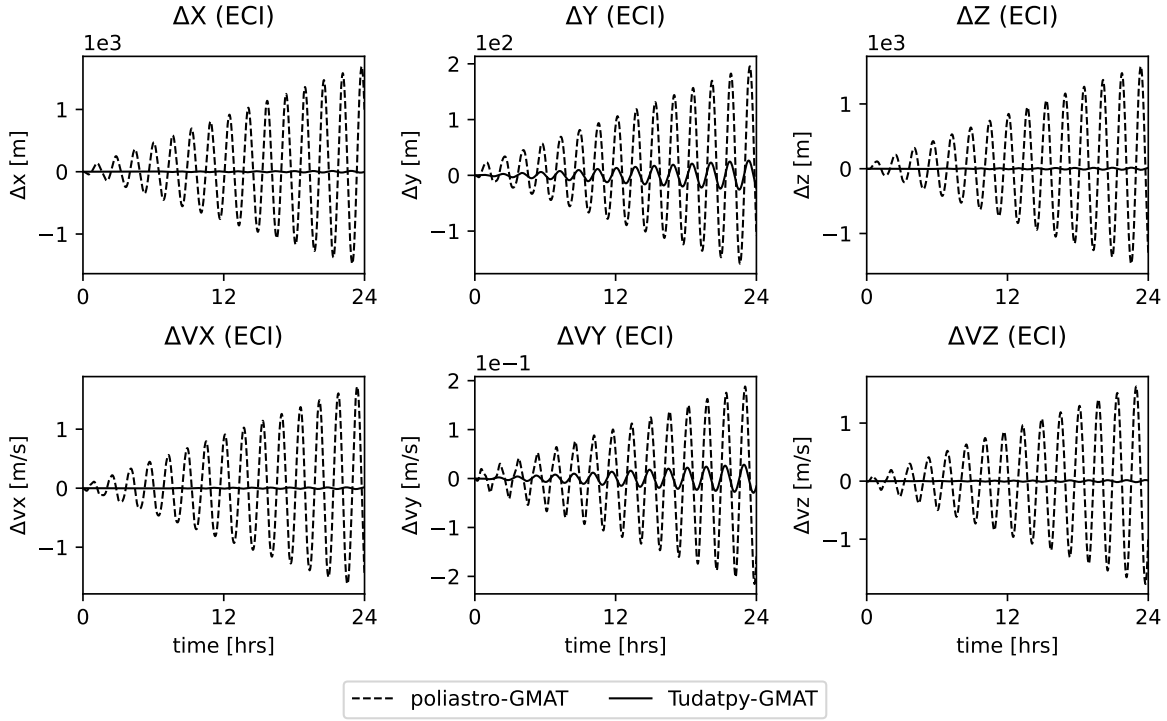 ΔX (ECI)
1e3
Δx [m]
1
0
−1
0 12 24
ΔY (ECI)
1e2
Δy [m]
2
1
0
−1
0 12 24
ΔZ (ECI)
1e3
Δz [m]
1
0
−1
0 12 24
ΔVX (ECI)
Δvx [m/s]
1
0
−1
0 12 24
time [hrs]
ΔVY (ECI)
1e−1
Δvy [m/s]
2
1
0
−1
−2
0 12 24
time [hrs]
ΔVZ (ECI)
Δvz [m/s]
1
0
−1
0 12 24
time [hrs]
poliastro-GMAT Tudatpy-GMAT